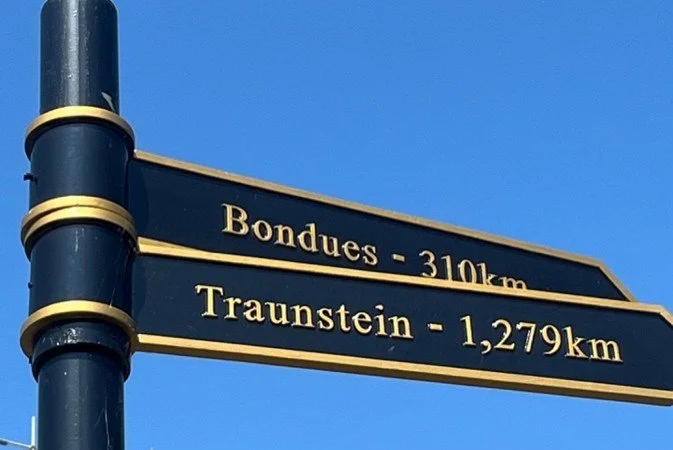 Bondues - 310km
Traunstein - 1,279km